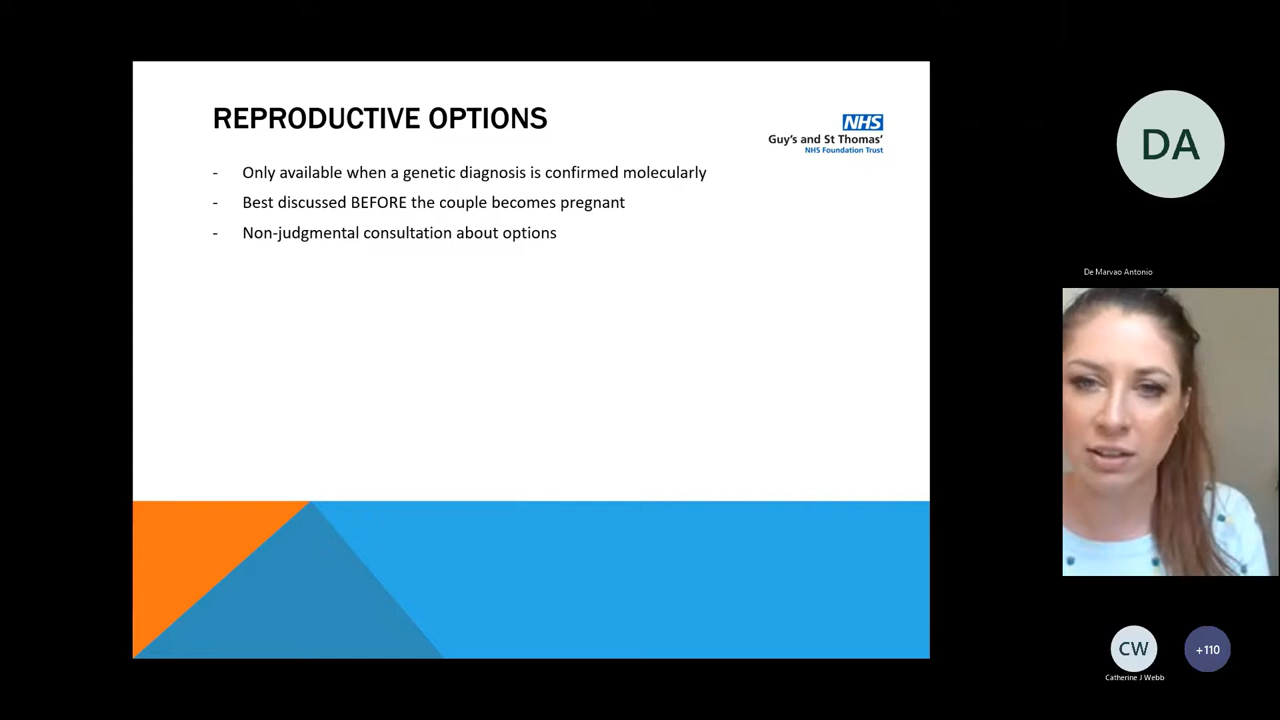 REPRODUCTIVE OPTIONS
NHS
Guy's and St Thomas'
NHS Foundation Trust
- Only available when a genetic diagnosis is confirmed molecularly
- Best discussed BEFORE the couple becomes pregnant
- Non-judgmental consultation about options
DA
De Marvao Antonio
CW
+110
Catherine J Webb